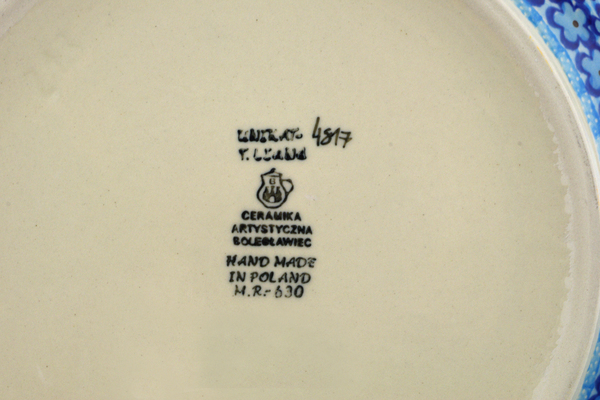 UNIKAT 4817
CERAMIKA
ARTYSTYCZNA
BOLESŁAWIEC
HAND MADE
IN POLAND
M.R.- 630